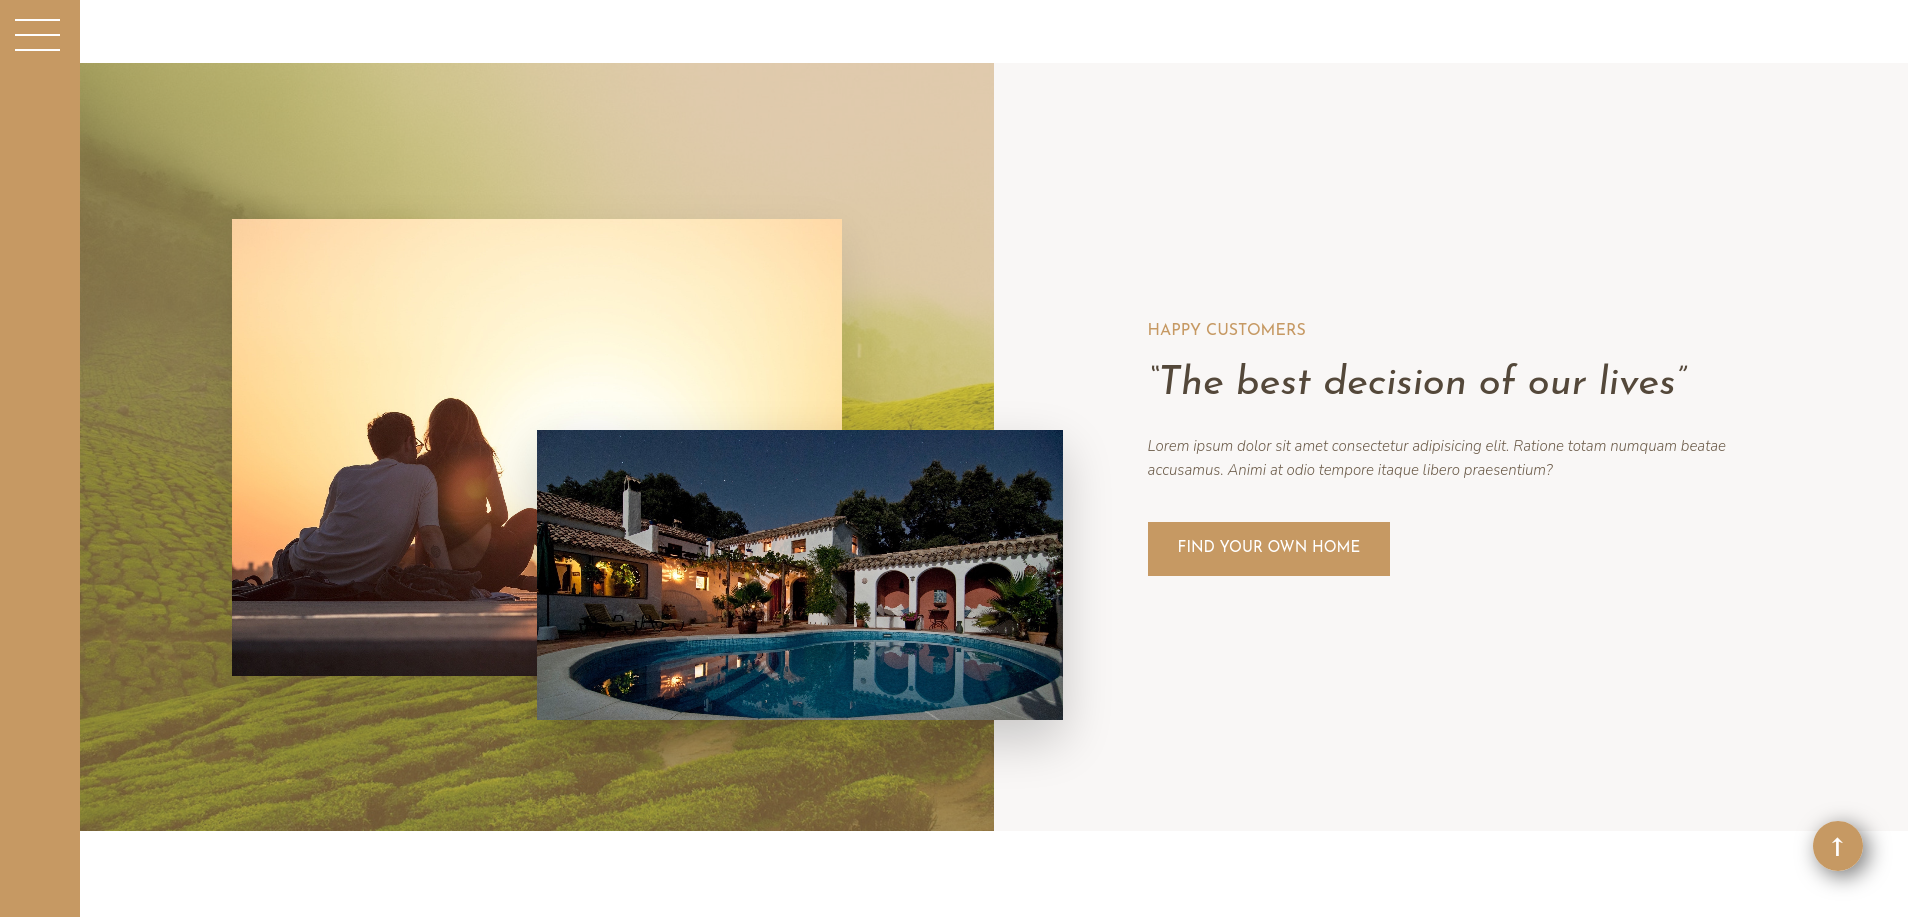 HAPPY CUSTOMERS
“The best decision of our lives”
Lorem ipsum dolor sit amet consectetur adipisicing elit. Ratione totam numquam beatae
accusamus. Animi at odio tempore itaque libero praesentium?
FIND YOUR OWN HOME